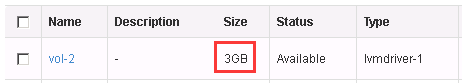 Name Description Size Status Type
vol-2 - 3GB Available lvmdriver-1